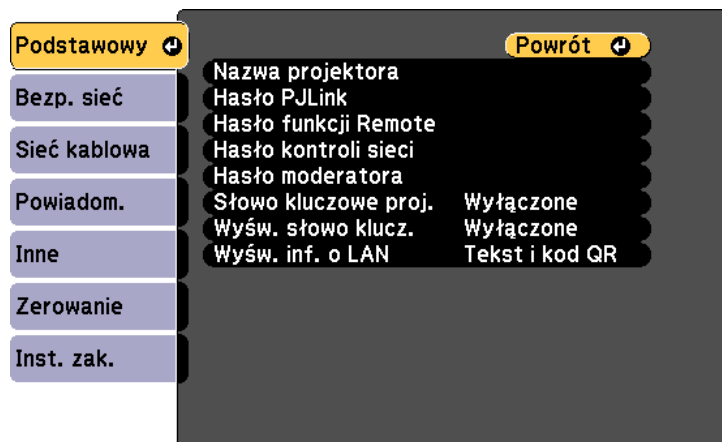 Podstawowy
Bezp. sieć
Sieć kablowa
Powiadom.
Inne
Zerowanie
Inst. zak.
Powrót
Nazwa projektora
Hasło PJLink
Hasło funkcji Remote
Hasło kontroli sieci
Hasło moderatora
Słowo kluczowe proj. Wyłączone
Wyśw. słowo klucz. Wyłączone
Wyśw. inf. o LAN Tekst i kod QR